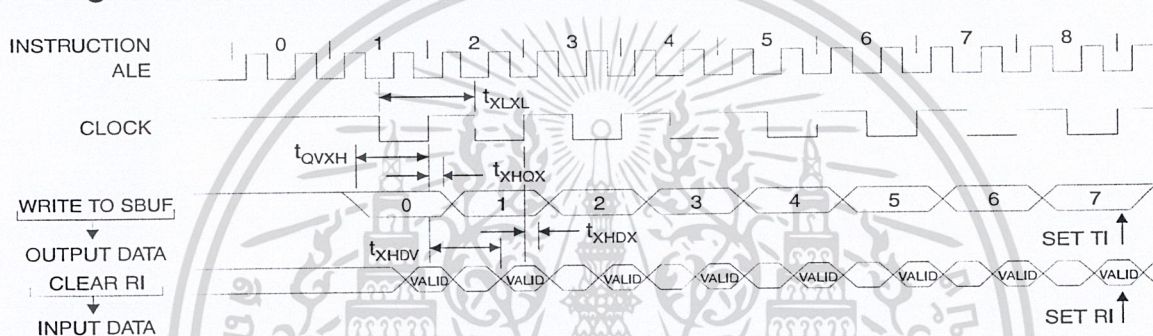 INSTRUCTION 0 1 2 3 4 5 6 7 8
ALE
tXLXL
CLOCK
tQVXH
tXHQX
WRITE TO SBUF 0 1 2 3 4 5 6 7
tXHDX
SET TI
OUTPUT DATA
tXHDV
CLEAR RI VALID VALID VALID VALID VALID VALID VALID VALID
SET RI
INPUT DATA